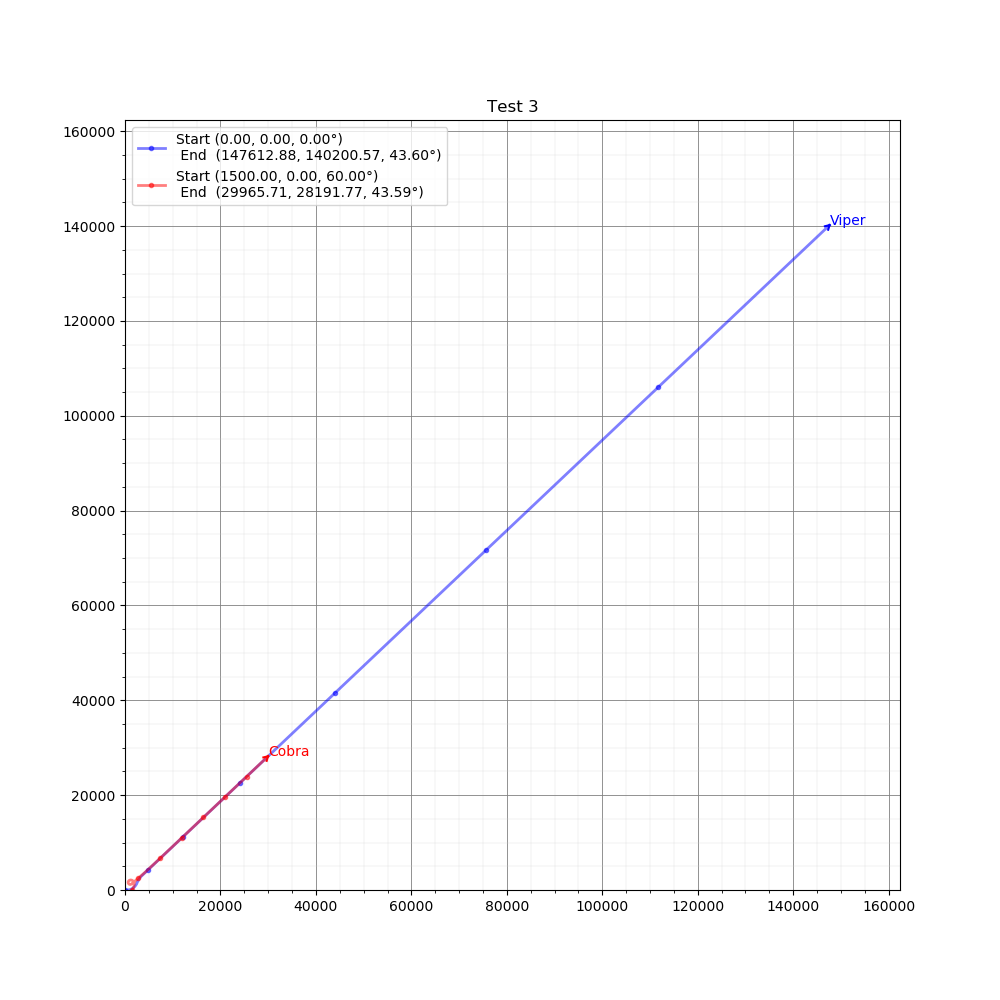 Test 3
Start (0.00, 0.00, 0.00°)
End (147612.88, 140200.57, 43.60°)
Start (1500.00, 0.00, 60.00°)
End (29965.71, 28191.77, 43.59°)
160000
140000
120000
100000
80000
60000
40000
20000
0
Viper
Cobra
0 20000 40000 60000 80000 100000 120000 140000 160000